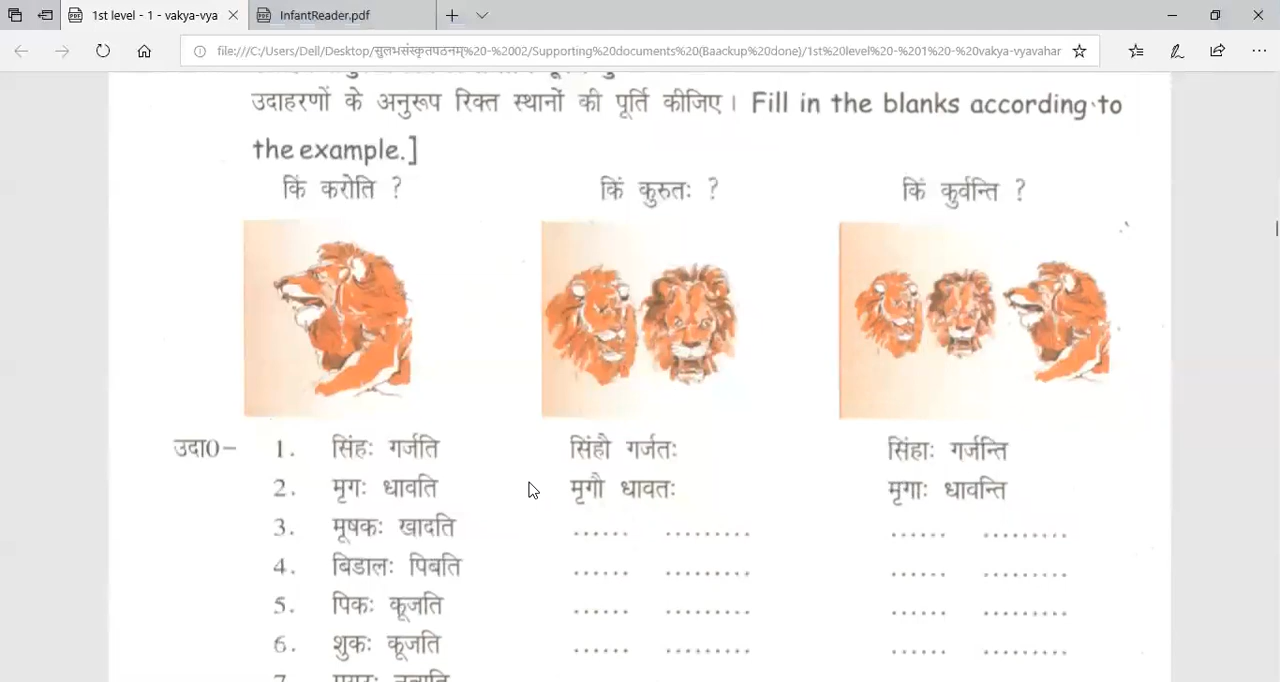 1st level - 1 - vakya-vya
InfantReader.pdf
file:///C:/Users/Dell/Desktop/सुलभसंस्कृतपठनम्%20-%2002/Supporting%20documents%20(Baackup%20done)/1st%20level%20-%201%20-%20vakya-vyavahar
उदाहरणों के अनुरूप रिक्त स्थानों की पूर्ति कीजिए । Fill in the blanks according to
the example.]
किं करोति ? किं कुरुतः ? किं कुर्वन्ति ?
उदा0– 1. सिंहः गर्जति सिंहौ गर्जतः सिंहाः गर्जन्ति
2. मृगः धावति मृगौ धावतः मृगाः धावन्ति
3. मूषकः खादति ...... ......... ...... .........
4. बिडालः पिबति ...... ......... ...... .........
5. पिकः कूजति ...... ......... ...... .........
6. शुकः कूजति ...... ......... ...... .........